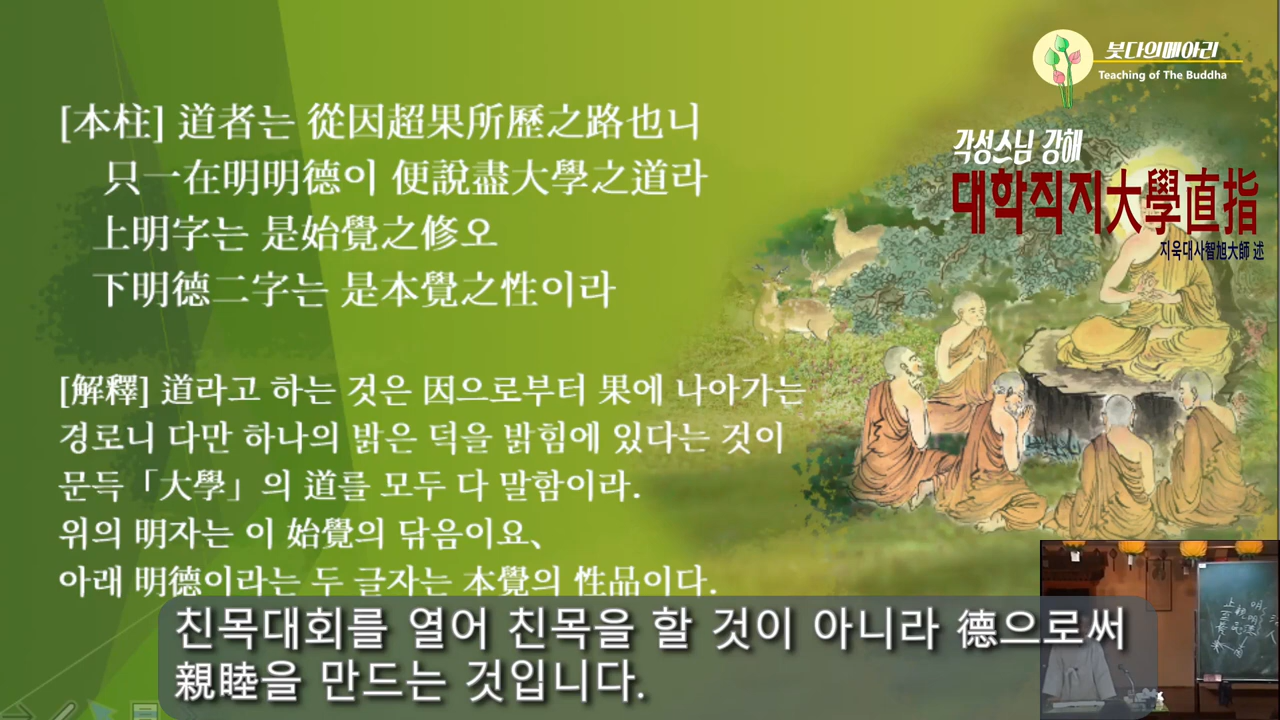 [本柱] 道者는 從因超果所歷之路也니
只一在明明德이 便說盡大學之道라
上明字는 是始覺之修오
下明德二字는 是本覺之性이라
[解釋] 道라고 하는 것은 因으로부터 果에 나아가는
경로니 다만 하나의 밝은 덕을 밝힘에 있다는 것이
문득「大學」의 道를 모두 다 말함이라.
위의 明자는 이 始覺의 닦음이요、
아래 明德이라는 두 글자는 本覺의 性品이다.
붓다의메아리
Teaching of The Buddha
각성스님 강해
대학직지大學直指
지욱대사智旭大師 述
친목대회를 열어 친목을 할 것이 아니라 德으로써
親睦을 만드는 것입니다.